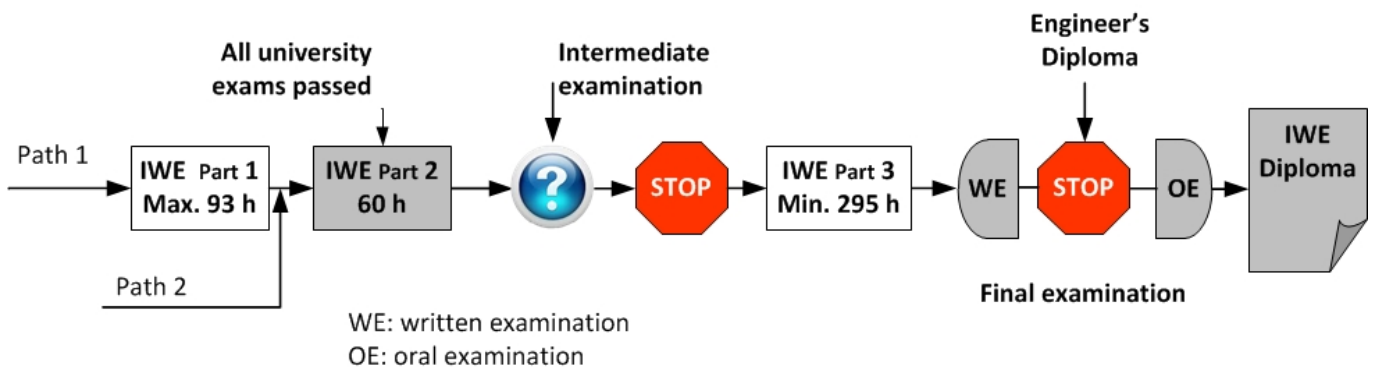 All university
exams passed
Intermediate
examination
Engineer's
Diploma
Path 1
IWE Part 1
Max. 93 h
IWE Part 2
60 h
?
STOP
IWE Part 3
Min. 295 h
WE
STOP
OE
IWE
Diploma
Path 2
Final examination
WE: written examination
OE: oral examination